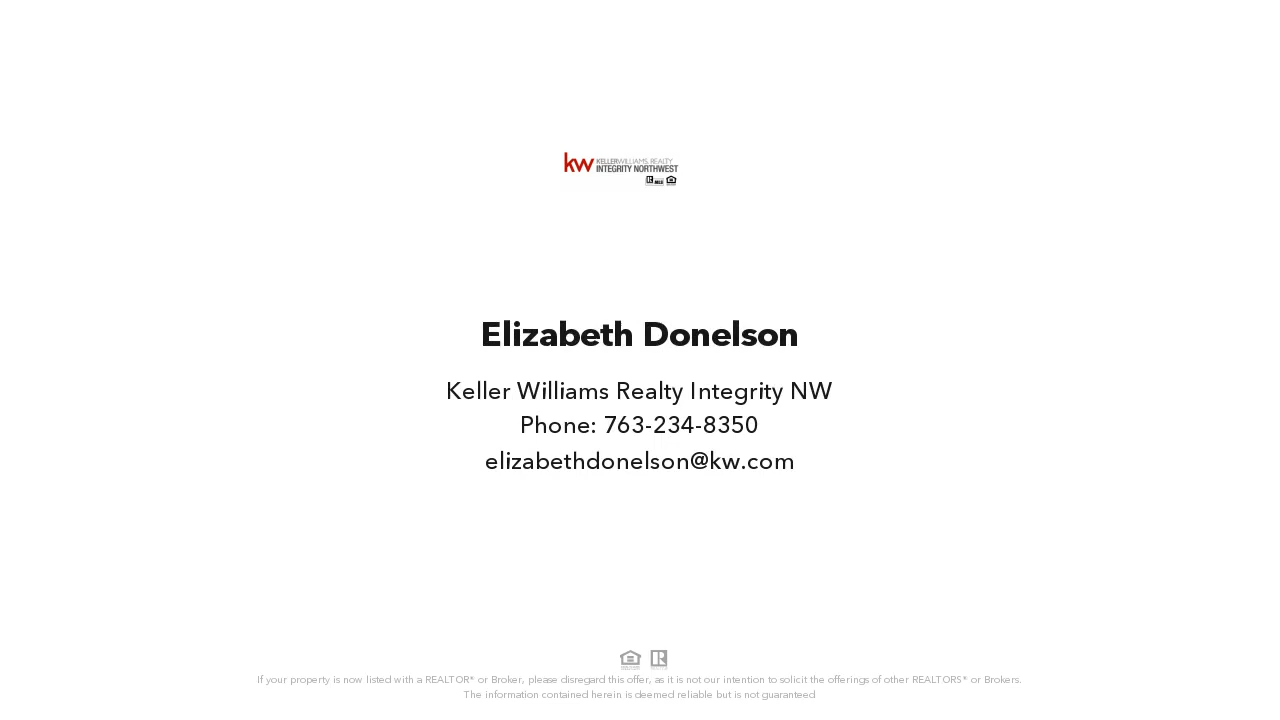 kw KELLERWILLIAMS. REALTY
INTEGRITY NORTHWEST
Elizabeth Donelson
Keller Williams Realty Integrity NW
Phone: 763-234-8350
elizabethdonelson@kw.com
If your property is now listed with a REALTOR® or Broker, please disregard this offer, as it is not our intention to solicit the offerings of other REALTORS® or Brokers.
The information contained herein is deemed reliable but is not guaranteed